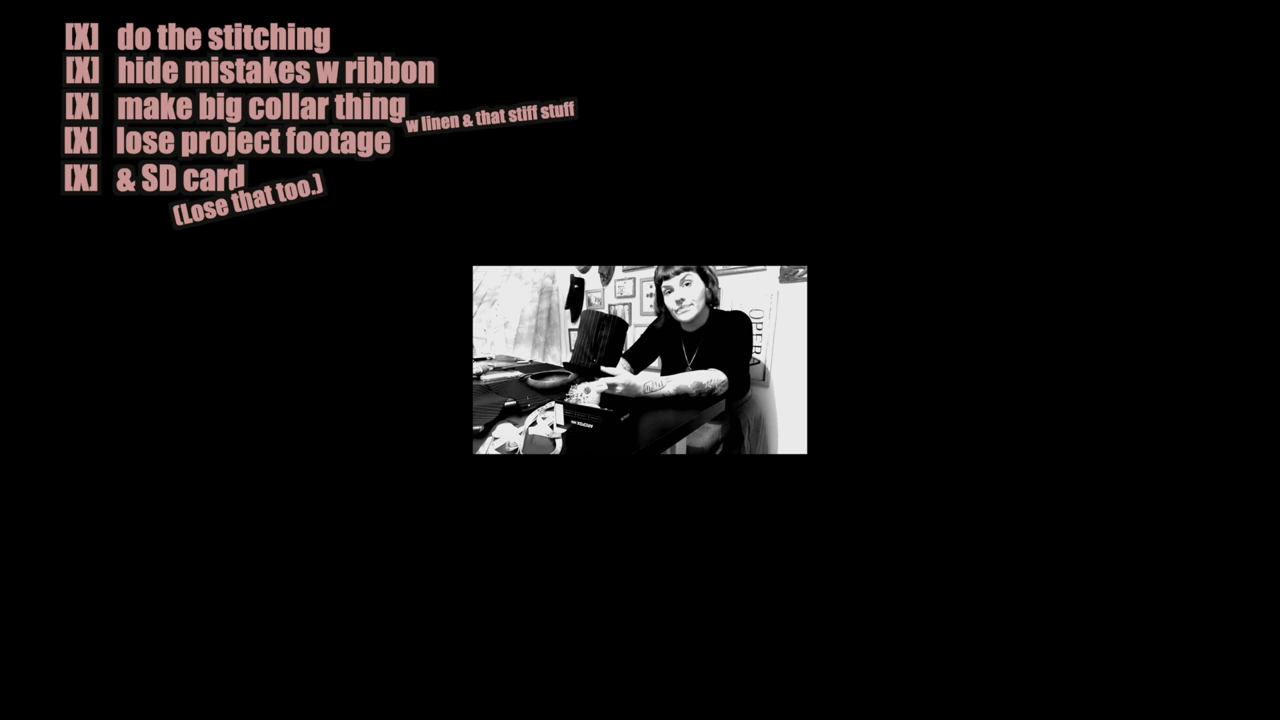 [X] do the stitching
[X] hide mistakes w ribbon
[X] make big collar thing
w linen & that stiff stuff
[X] lose project footage
[X] & SD card
(Lose that too.)
OPERA